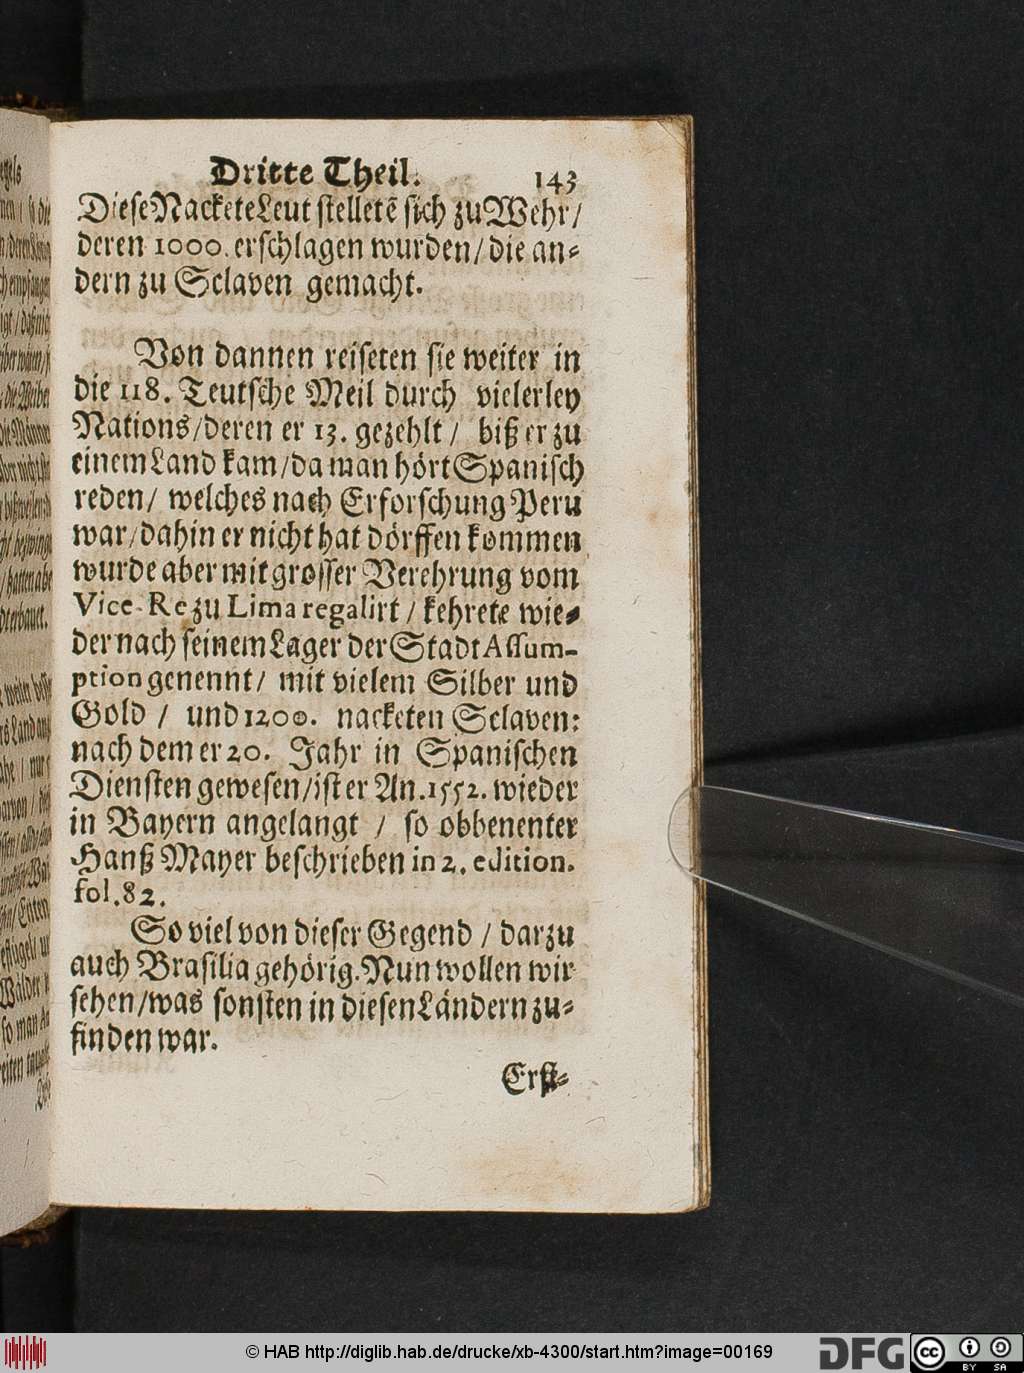 Dritte Theil. 143
Diese Nackete Leut stelletẽ sich zu Wehr /
deren 1000. erschlagen wurden / die an-
dern zu Sclaven gemacht.
Von dannen reiseten sie weiter in
die 118. Teutsche Meil durch vielerley
Nations / deren er 13. gezehlt / biß er zu
einem Land kam / da man hört Spanisch
reden / welches nach Erforschung Peru
war / dahin er nicht hat dörffen kommen
wurde aber mit grosser Verehrung vom
Vice-Re zu Lima regalirt / kehrete wie-
der nach seinem Lager der Stadt Assum-
ption genennt / mit vielem Silber und
Gold / und 1200. nacketen Sclaven:
nach dem er 20. Jahr in Spanischen
Diensten gewesen / ist er An. 1552. wieder
in Bayern angelangt / so obbenenter
Hanß Mayer beschrieben in 2. edition.
fol. 82.
So viel von dieser Gegend / darzu
auch Brasilia gehörig. Nun wollen wir
sehen / was sonsten in diesen Ländern zu-
finden war.
Erst-
© HAB http://diglib.hab.de/drucke/xb-4300/start.htm?image=00169
DFG
cc BY SA